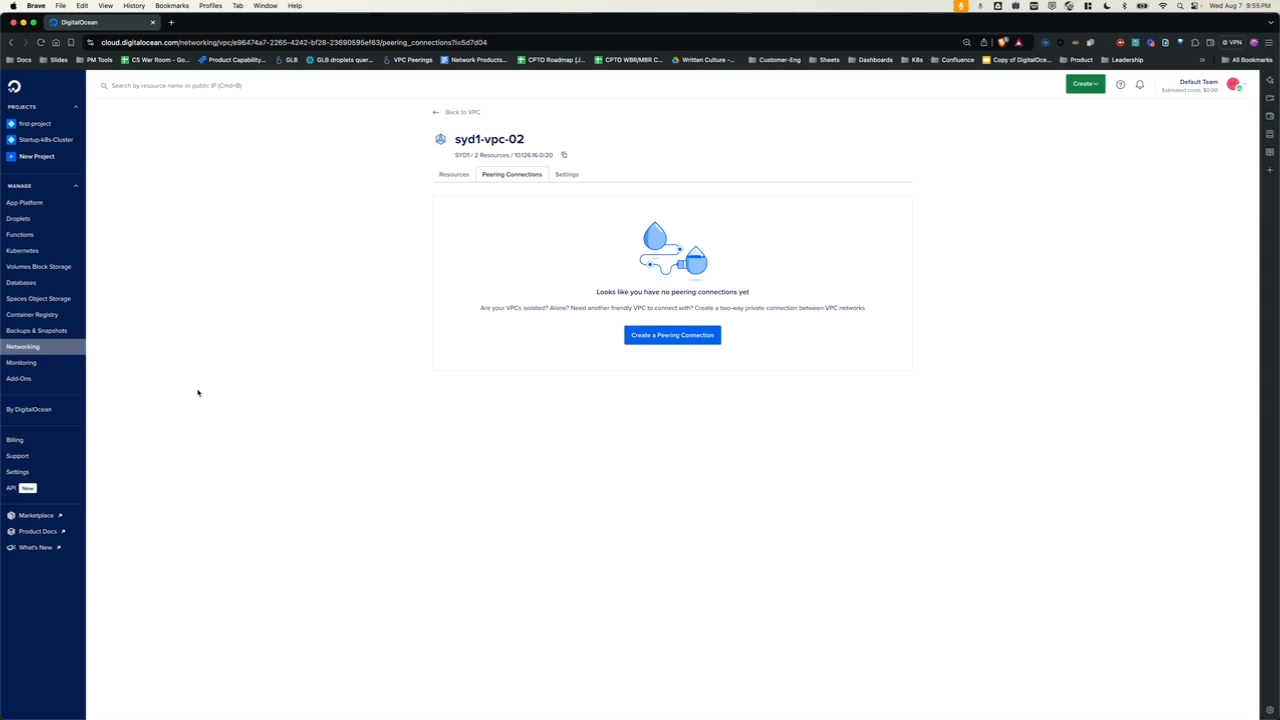 Brave File Edit View History Bookmarks Profiles Tab Window Help Wed Aug 7 9:55 PM
DigitalOcean
cloud.digitalocean.com/networking/vpc/e96474a7-2265-4242-bf28-23690595ef63/peering_connections?i=5d7d04 VPN
Docs Slides PM Tools CS War Room - Go... Product Capability... GLB GLB droplets quer... VPC Peerings Network Products... CPTO Roadmap [J... CPTO WBR/MBR C... Written Culture -... Customer-Eng Sheets Dashboards K8s Confluence Copy of DigitalOce... Product Leadership All Bookmarks
Search by resource name or public IP (Cmd+B)
Create
Default Team
Estimated costs: $0.00
PROJECTS
first-project
Startup-k8s-Cluster
New Project
MANAGE
App Platform
Droplets
Functions
Kubernetes
Volumes Block Storage
Databases
Spaces Object Storage
Container Registry
Backups & Snapshots
Networking
Monitoring
Add-Ons
By DigitalOcean
Billing
Support
Settings
API New
Marketplace
Product Docs
What's New
Back to VPC
syd1-vpc-02
SYD1 / 2 Resources / 10.126.16.0/20
Resources Peering Connections Settings
Looks like you have no peering connections yet
Are your VPCs isolated? Alone? Need another friendly VPC to connect with? Create a two-way private connection between VPC networks
Create a Peering Connection